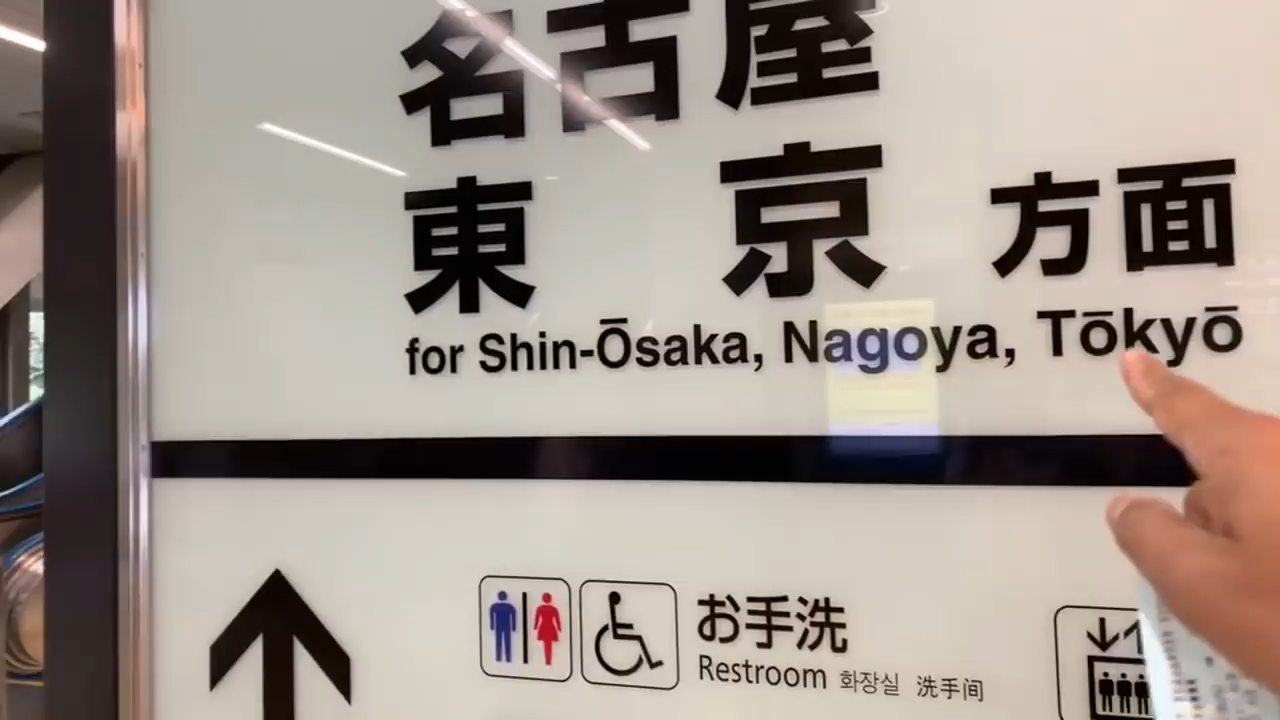 名古屋
東京 方面
for Shin-Ōsaka, Nagoya, Tōkyō
お手洗
Restroom 화장실 洗手间